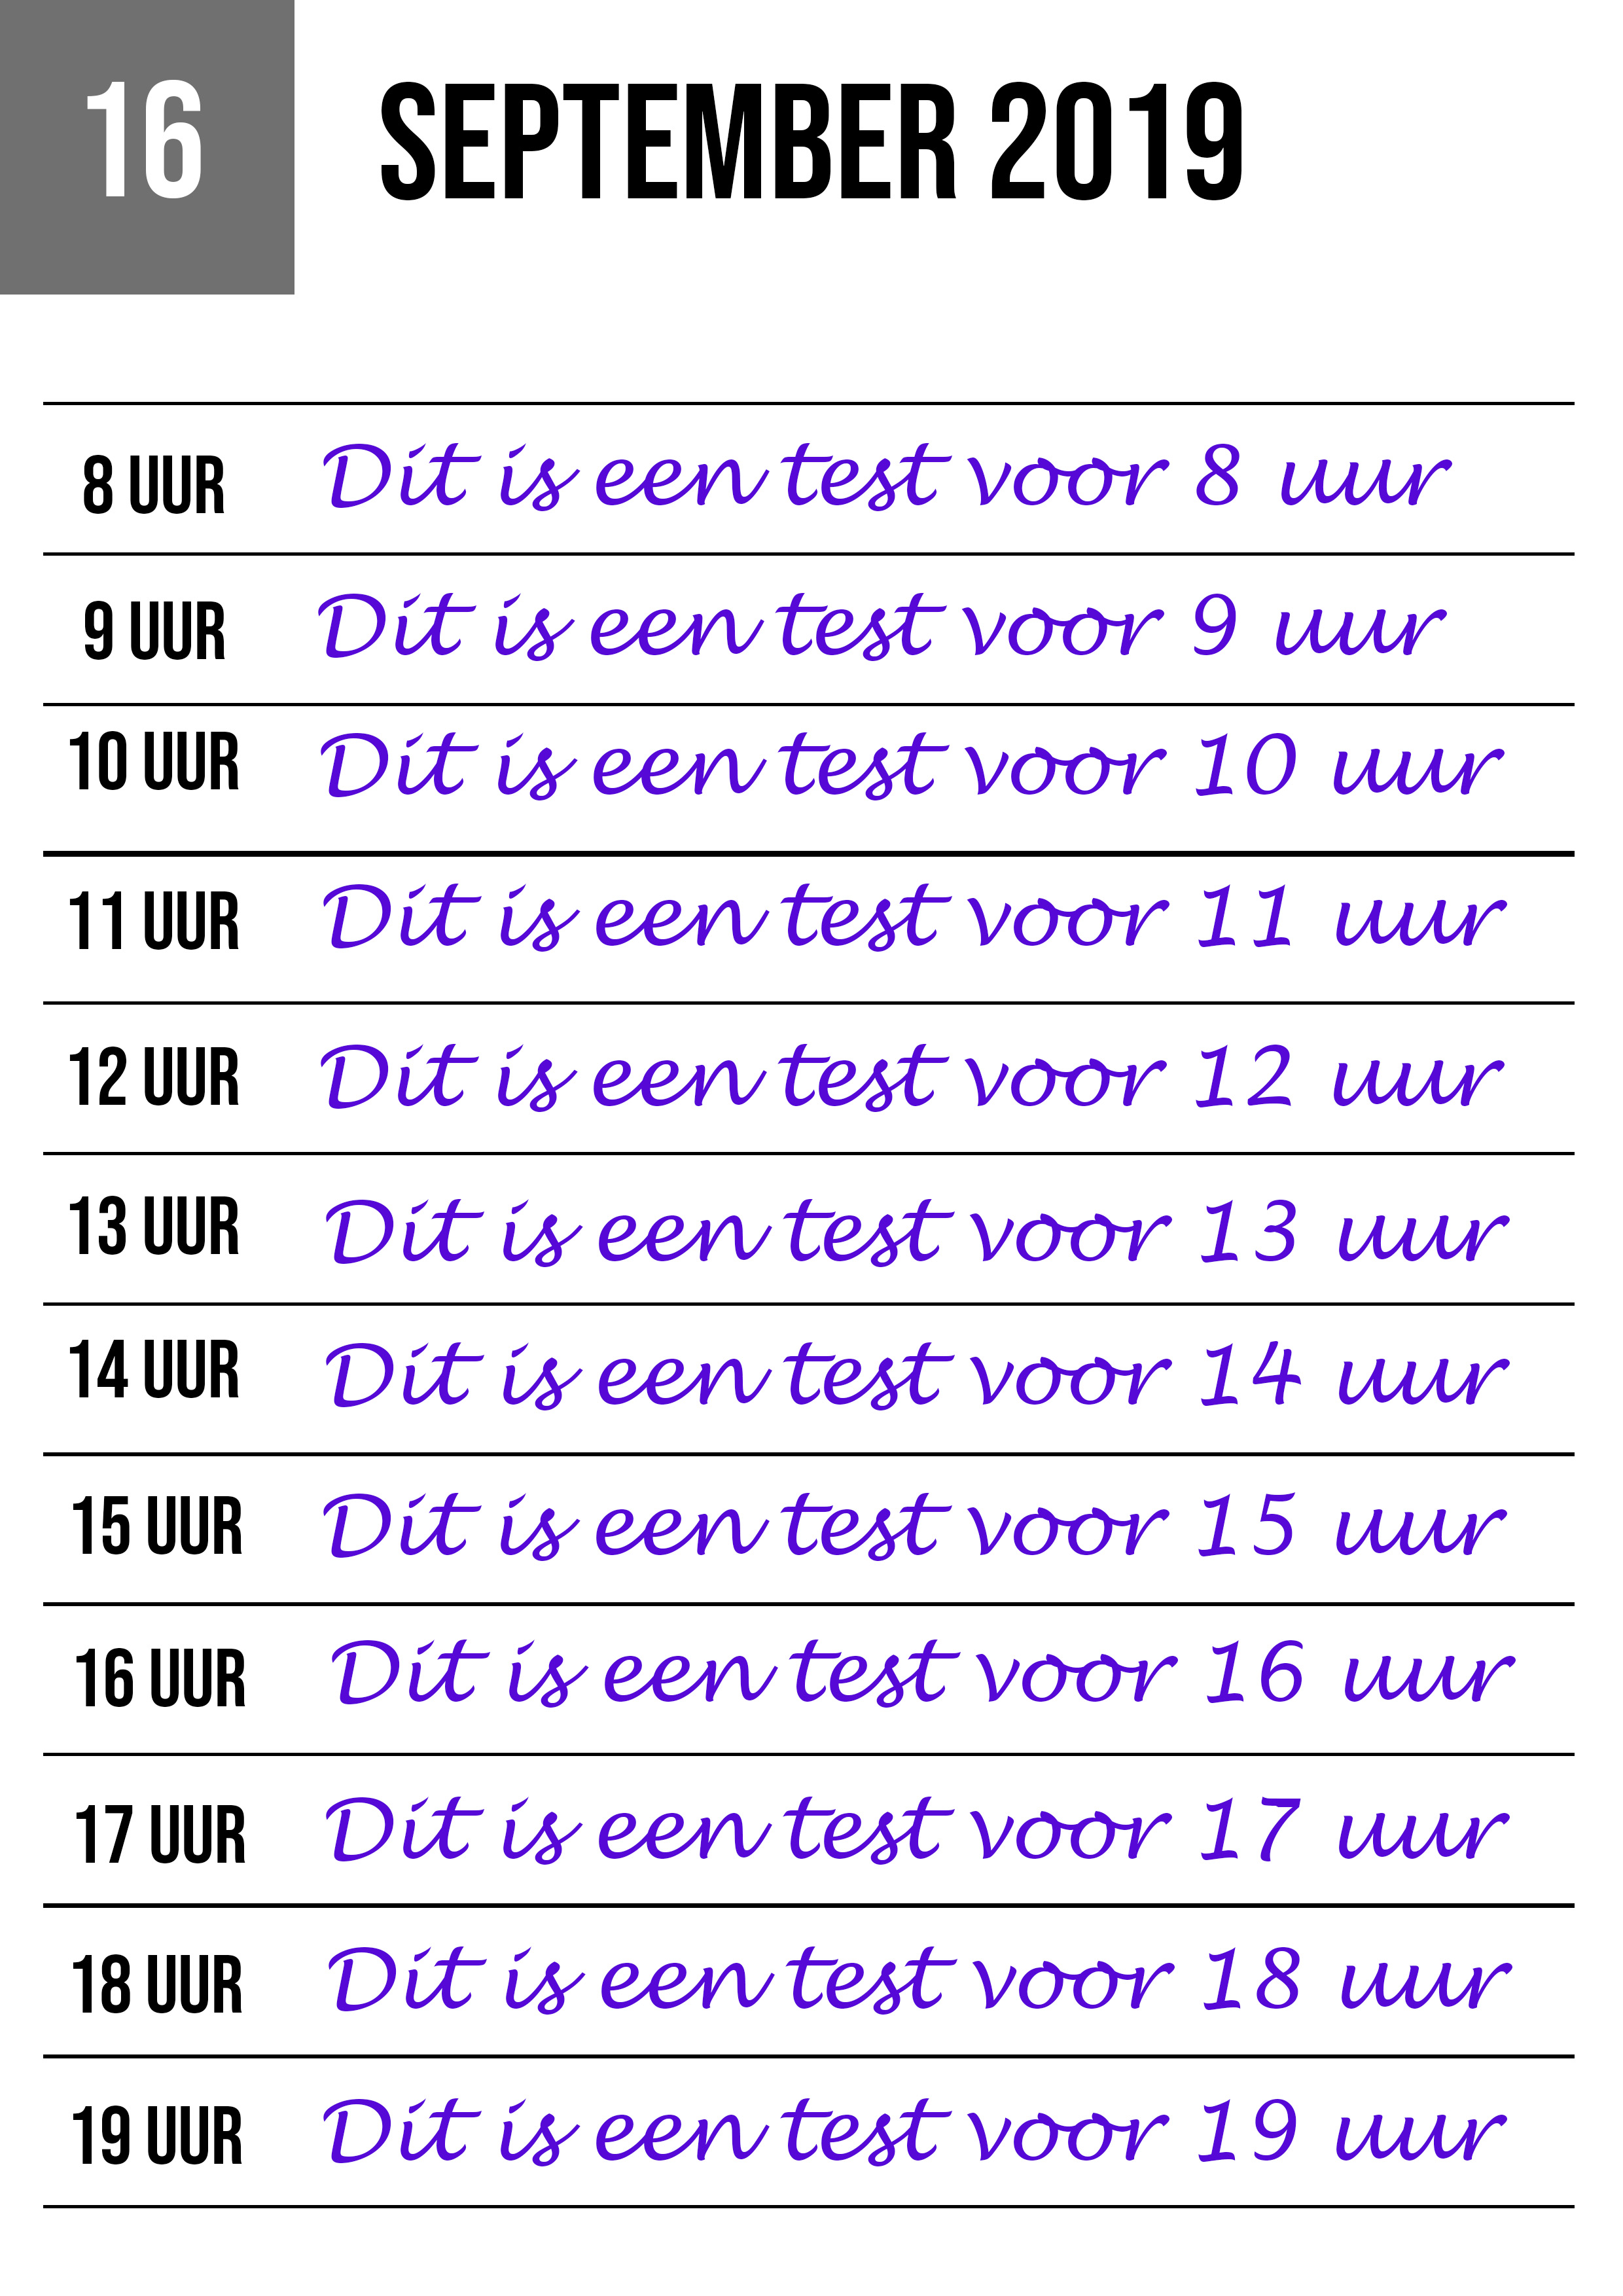 16 SEPTEMBER 2019
8 UUR Dit is een test voor 8 uur
9 UUR Dit is een test voor 9 uur
10 UUR Dit is een test voor 10 uur
11 UUR Dit is een test voor 11 uur
12 UUR Dit is een test voor 12 uur
13 UUR Dit is een test voor 13 uur
14 UUR Dit is een test voor 14 uur
15 UUR Dit is een test voor 15 uur
16 UUR Dit is een test voor 16 uur
17 UUR Dit is een test voor 17 uur
18 UUR Dit is een test voor 18 uur
19 UUR Dit is een test voor 19 uur